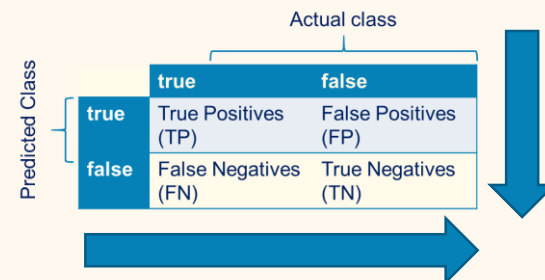 Actual class
Predicted Class
true false
true True Positives (TP) False Positives (FP)
false False Negatives (FN) True Negatives (TN)